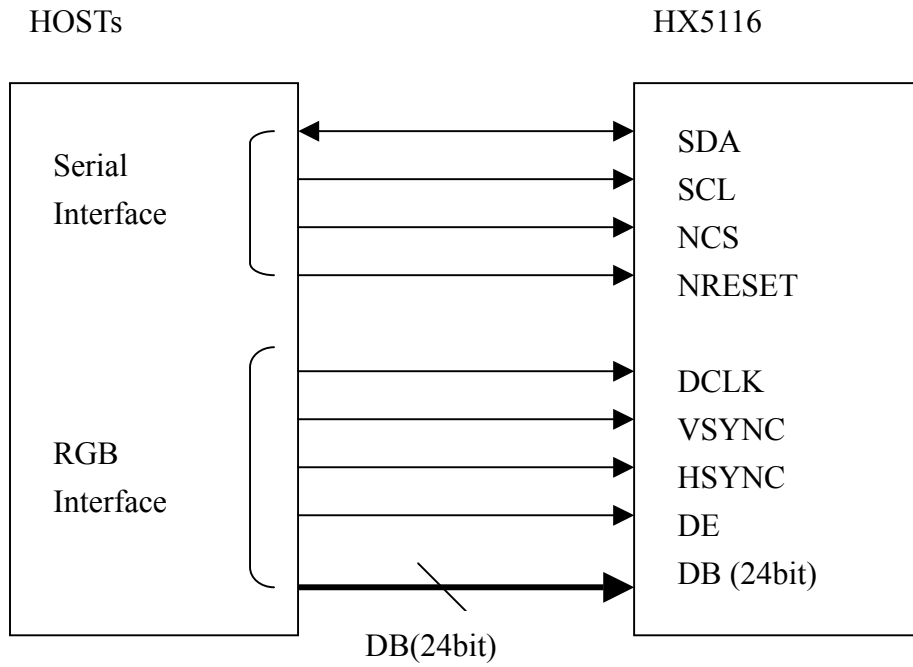 HOSTs
HX5116
Serial
Interface
SDA
SCL
NCS
NRESET
RGB
Interface
DCLK
VSYNC
HSYNC
DE
DB (24bit)
DB(24bit)